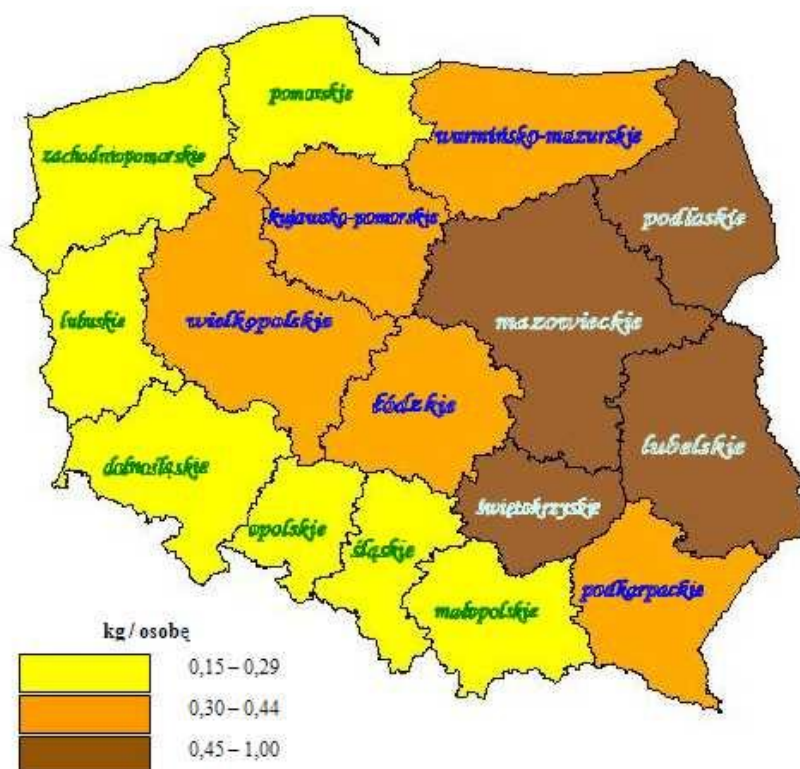 pomorskie
warmińsko-mazurskie
zachodniopomorskie
podlaskie
kujawsko-pomorskie
lubuskie
wielkopolskie
mazowieckie
łódzkie
lubelskie
dolnośląskie
świętokrzyskie
opolskie
śląskie
podkarpackie
małopolskie
kg / osobę
0,15 – 0,29
0,30 – 0,44
0,45 – 1,00